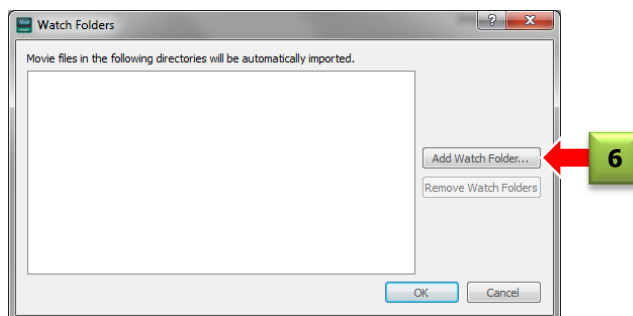 Watch Folders
Movie files in the following directories will be automatically imported.
Add Watch Folder...
6
Remove Watch Folders
OK
Cancel